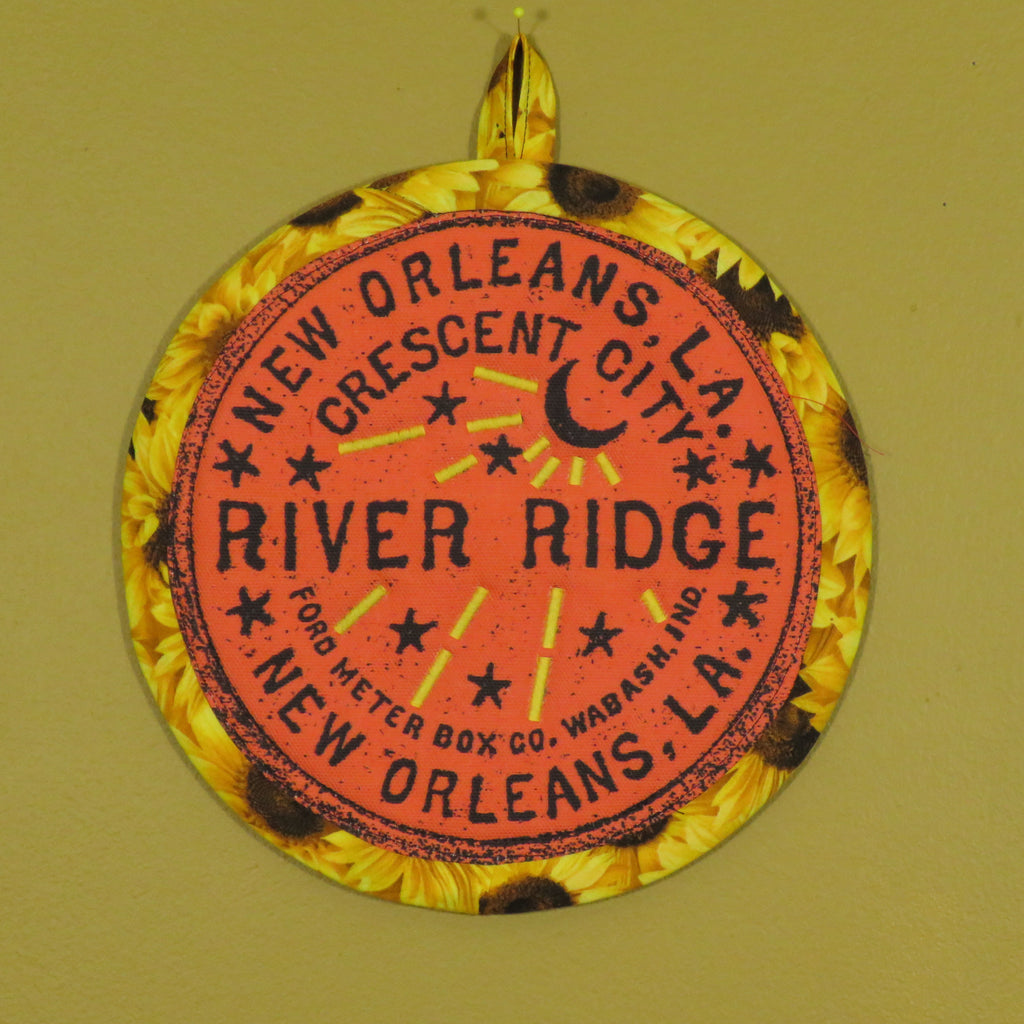 NEW ORLEANS, LA.
CRESCENT CITY
RIVER RIDGE
FORD METER BOX CO. WABASH, IND.
NEW ORLEANS, LA.